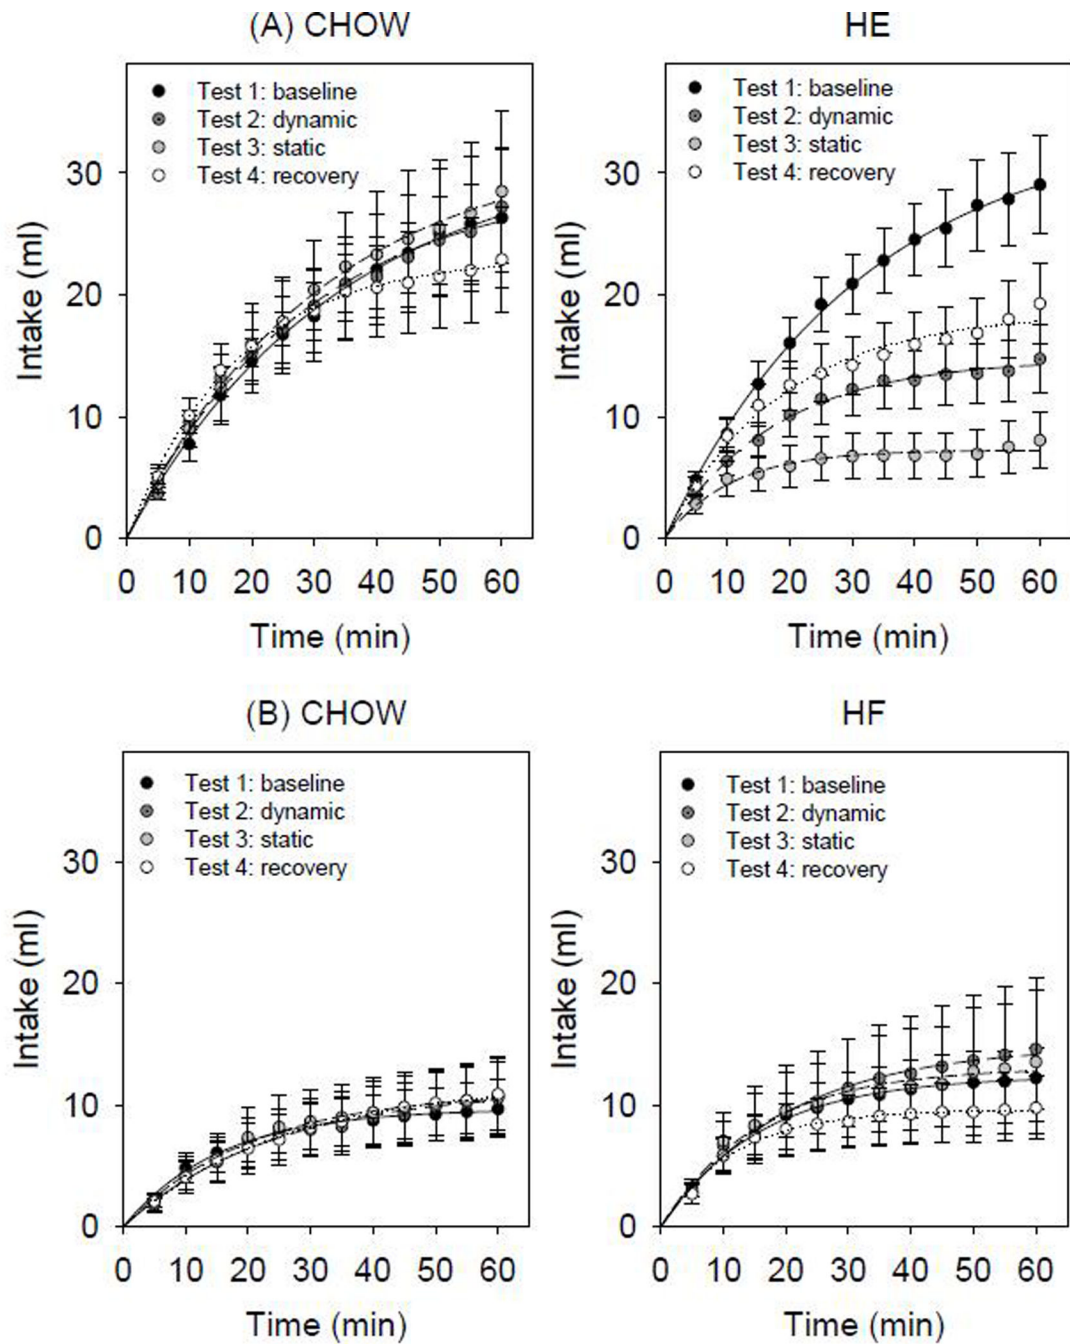 (A) CHOW
HE
Test 1: baseline
Test 2: dynamic
Test 3: static
Test 4: recovery
Test 1: baseline
Test 2: dynamic
Test 3: static
Test 4: recovery
30
20
10
0
Intake (ml)
30
20
10
0
Intake (ml)
0 10 20 30 40 50 60
0 10 20 30 40 50 60
Time (min)
Time (min)
(B) CHOW
HF
Test 1: baseline
Test 2: dynamic
Test 3: static
Test 4: recovery
Test 1: baseline
Test 2: dynamic
Test 3: static
Test 4: recovery
30
20
10
0
Intake (ml)
30
20
10
0
Intake (ml)
0 10 20 30 40 50 60
0 10 20 30 40 50 60
Time (min)
Time (min)